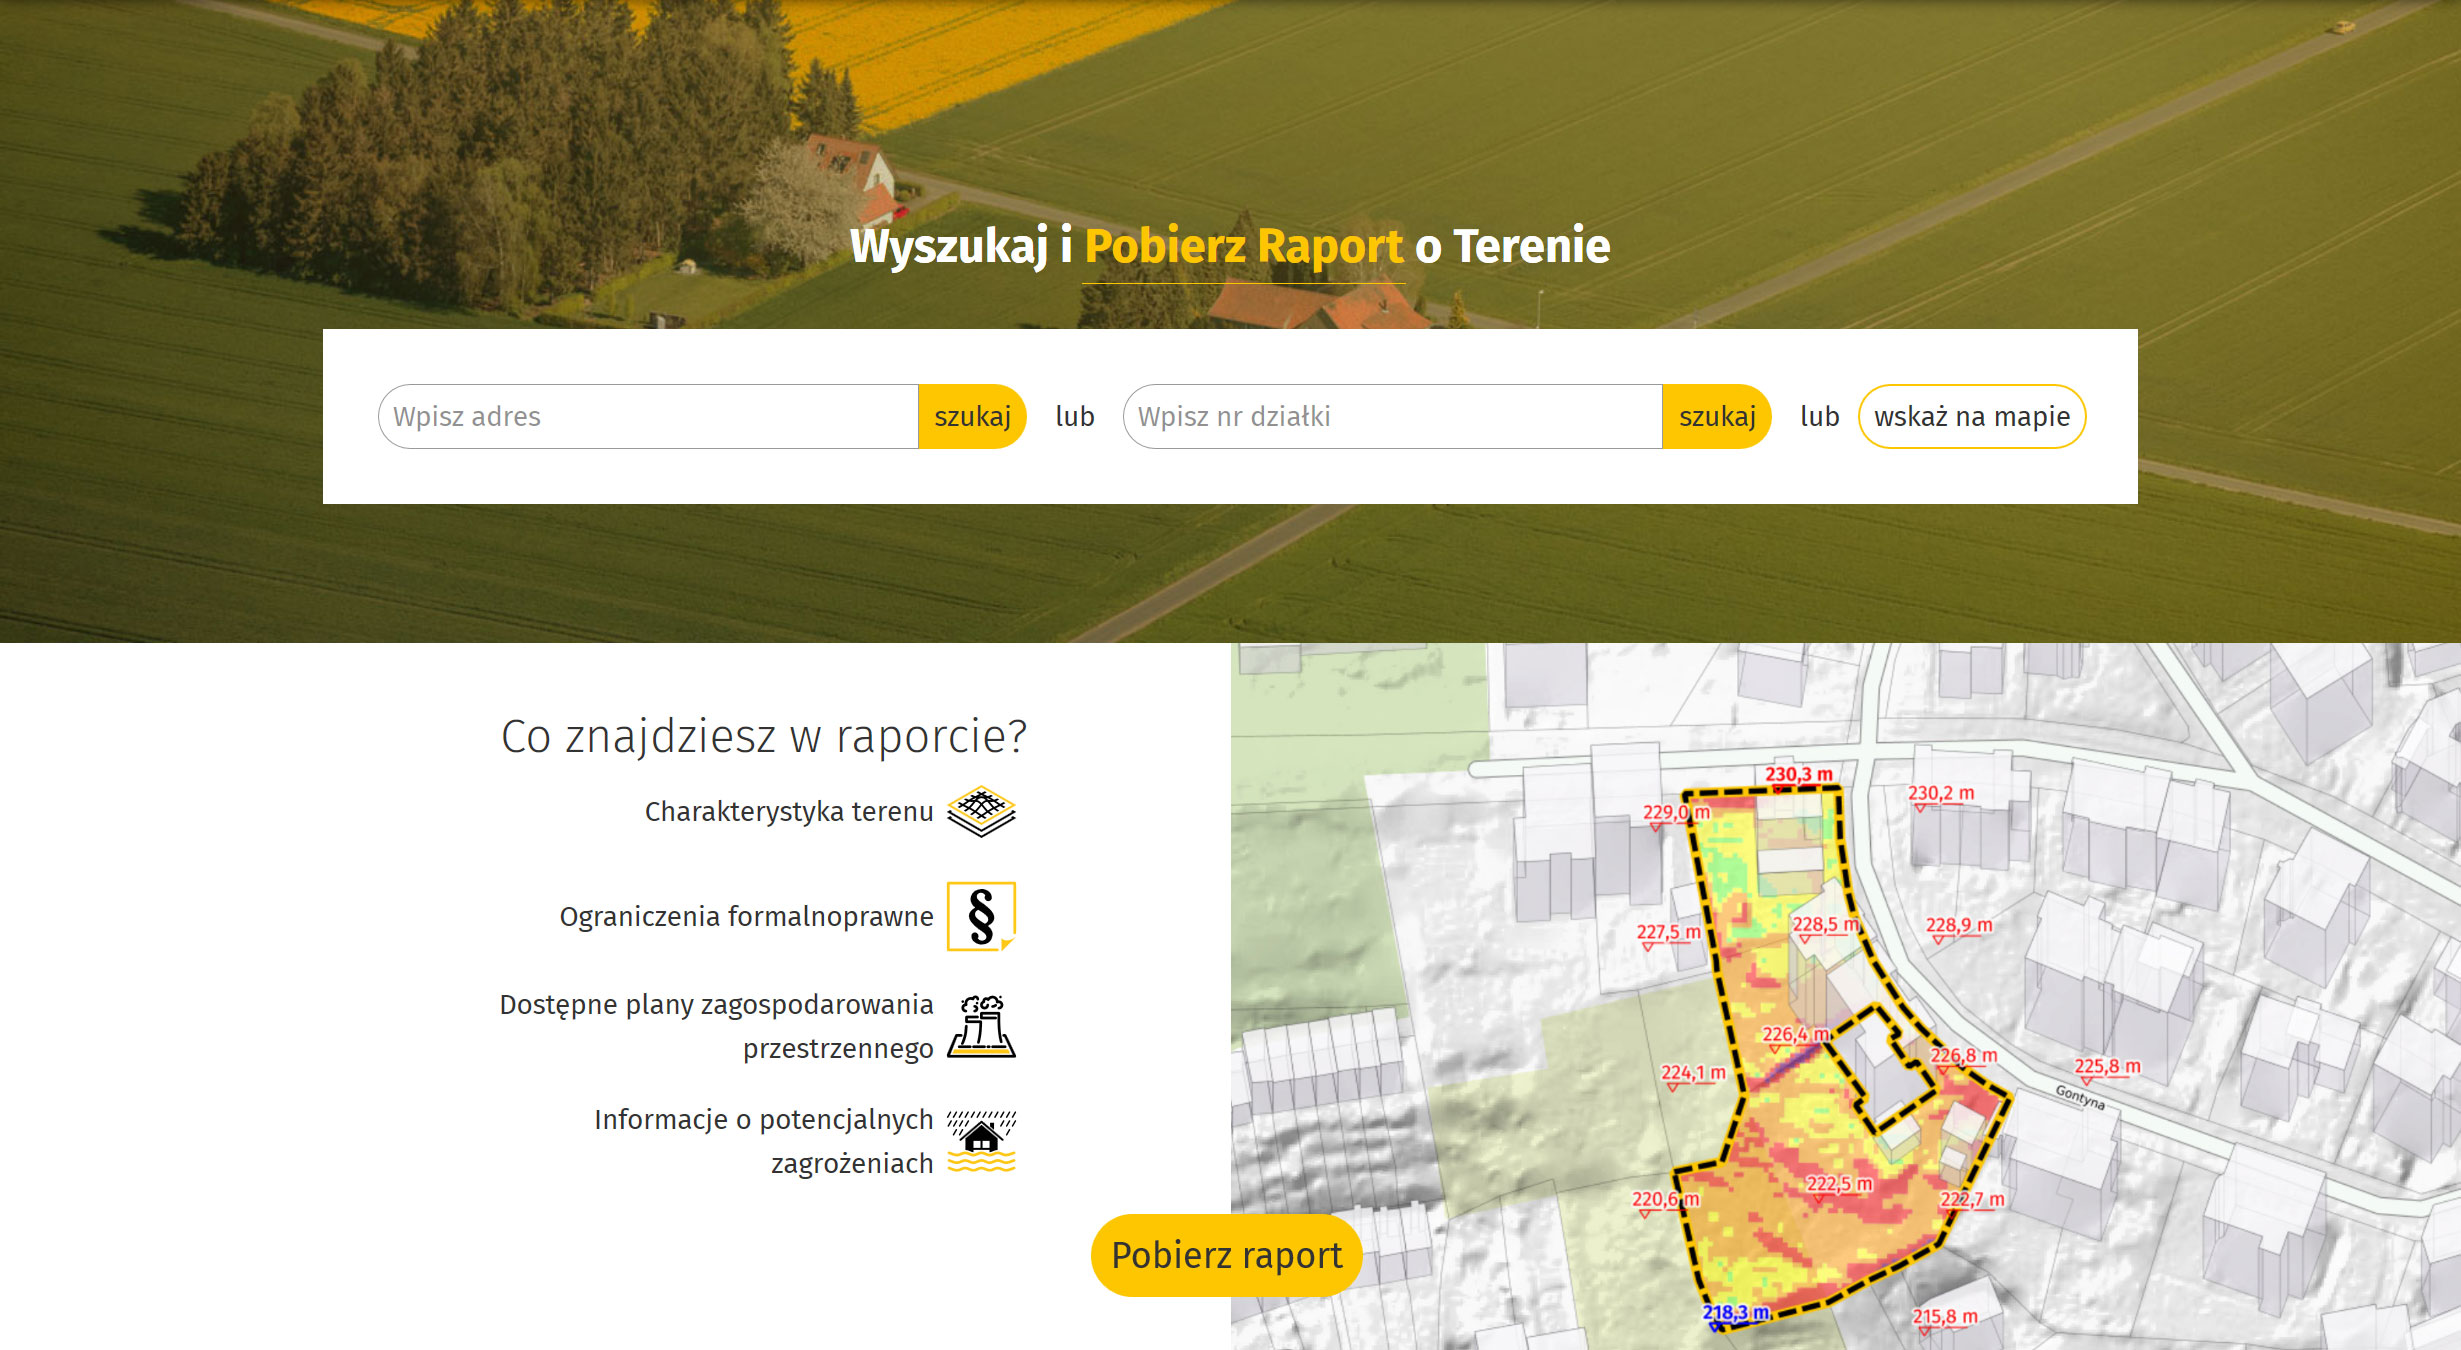 Wyszukaj i Pobierz Raport o Terenie
Wpisz adres szukaj lub Wpisz nr działki szukaj lub wskaż na mapie
Co znajdziesz w raporcie?
Charakterystyka terenu
Ograniczenia formalnoprawne
§
Dostępne plany zagospodarowania
przestrzennego
Informacje o potencjalnych
zagrożeniach
Pobierz raport
230,3 m
230,2 m
229,0 m
228,5 m
228,9 m
227,5 m
226,4 m
226,8 m
225,8 m
224,1 m
Gontyna
222,5 m
220,6 m
222,7 m
218,3 m
215,8 m